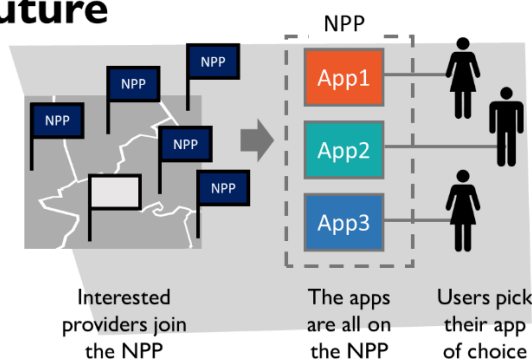 uture
NPP
NPP
NPP
NPP
NPP
NPP
App1
App2
App3
Interested
providers join
the NPP
The apps
are all on
the NPP
Users pick
their app
of choice